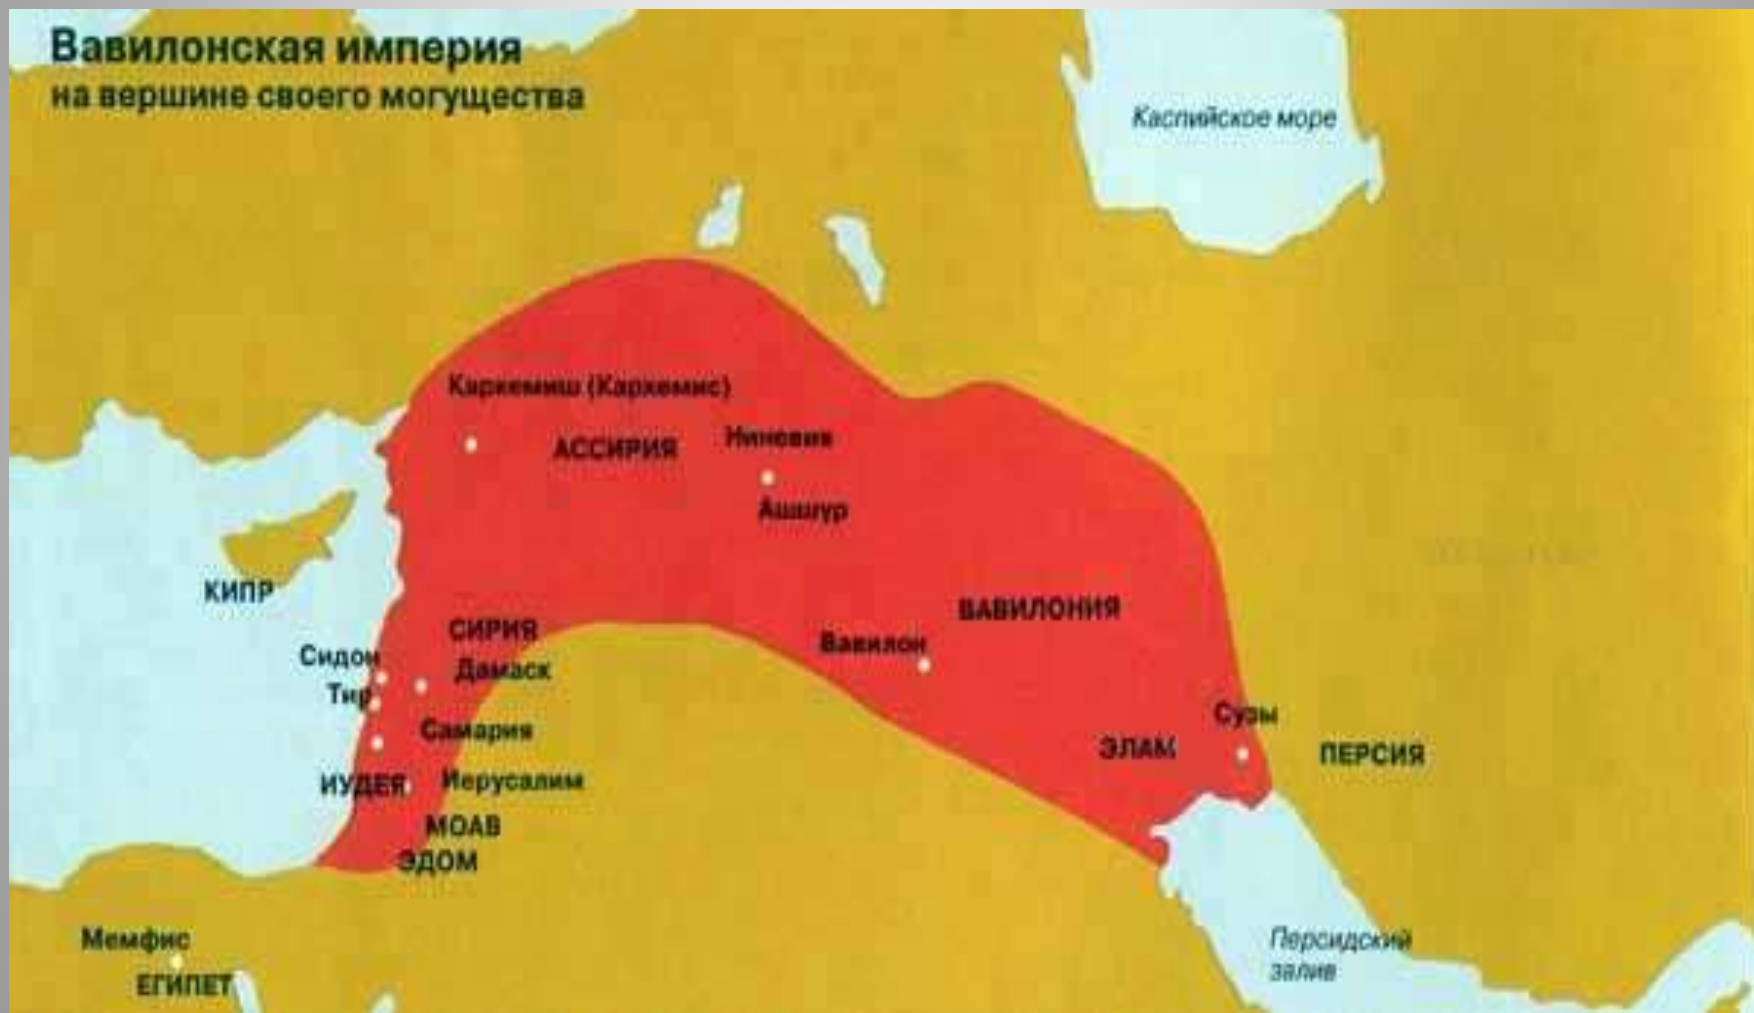 Вавилонская империя
на вершине своего могущества
Каспийское море
Каркемиш (Кархемис)
АССИРИЯ
Ниневия
Ашшур
КИПР
ВАВИЛОНИЯ
СИРИЯ
Вавилон
Сидон
Дамаск
Тир
Сузы
Самария
ЭЛАМ
ПЕРСИЯ
ИУДЕЯ
Иерусалим
МОАВ
ЭДОМ
Мемфис
Персидский
залив
ЕГИПЕТ